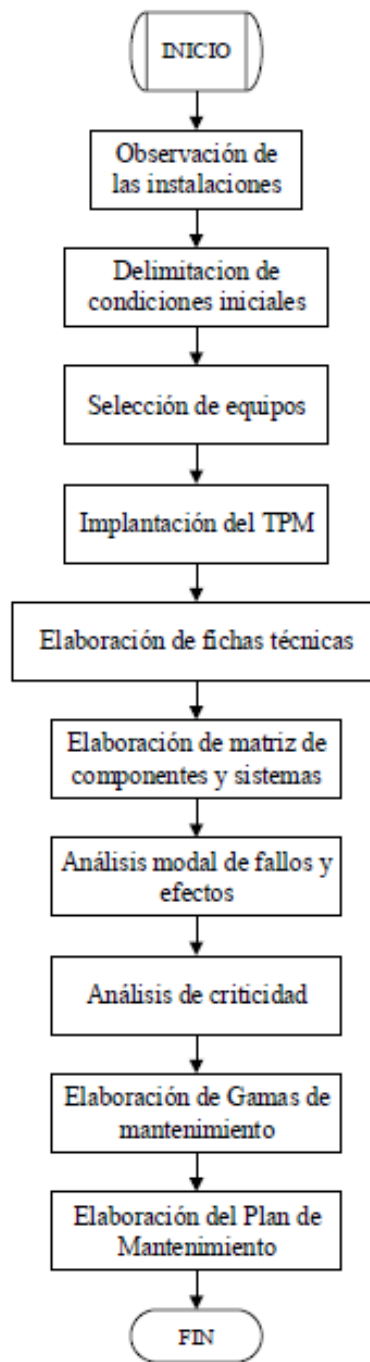 INICIO
Observación de
las instalaciones
Delimitacion de
condiciones iniciales
Selección de equipos
Implantación del TPM
Elaboración de fichas técnicas
Elaboración de matriz de
componentes y sistemas
Análisis modal de fallos y
efectos
Análisis de criticidad
Elaboración de Gamas de
mantenimiento
Elaboración del Plan de
Mantenimiento
FIN